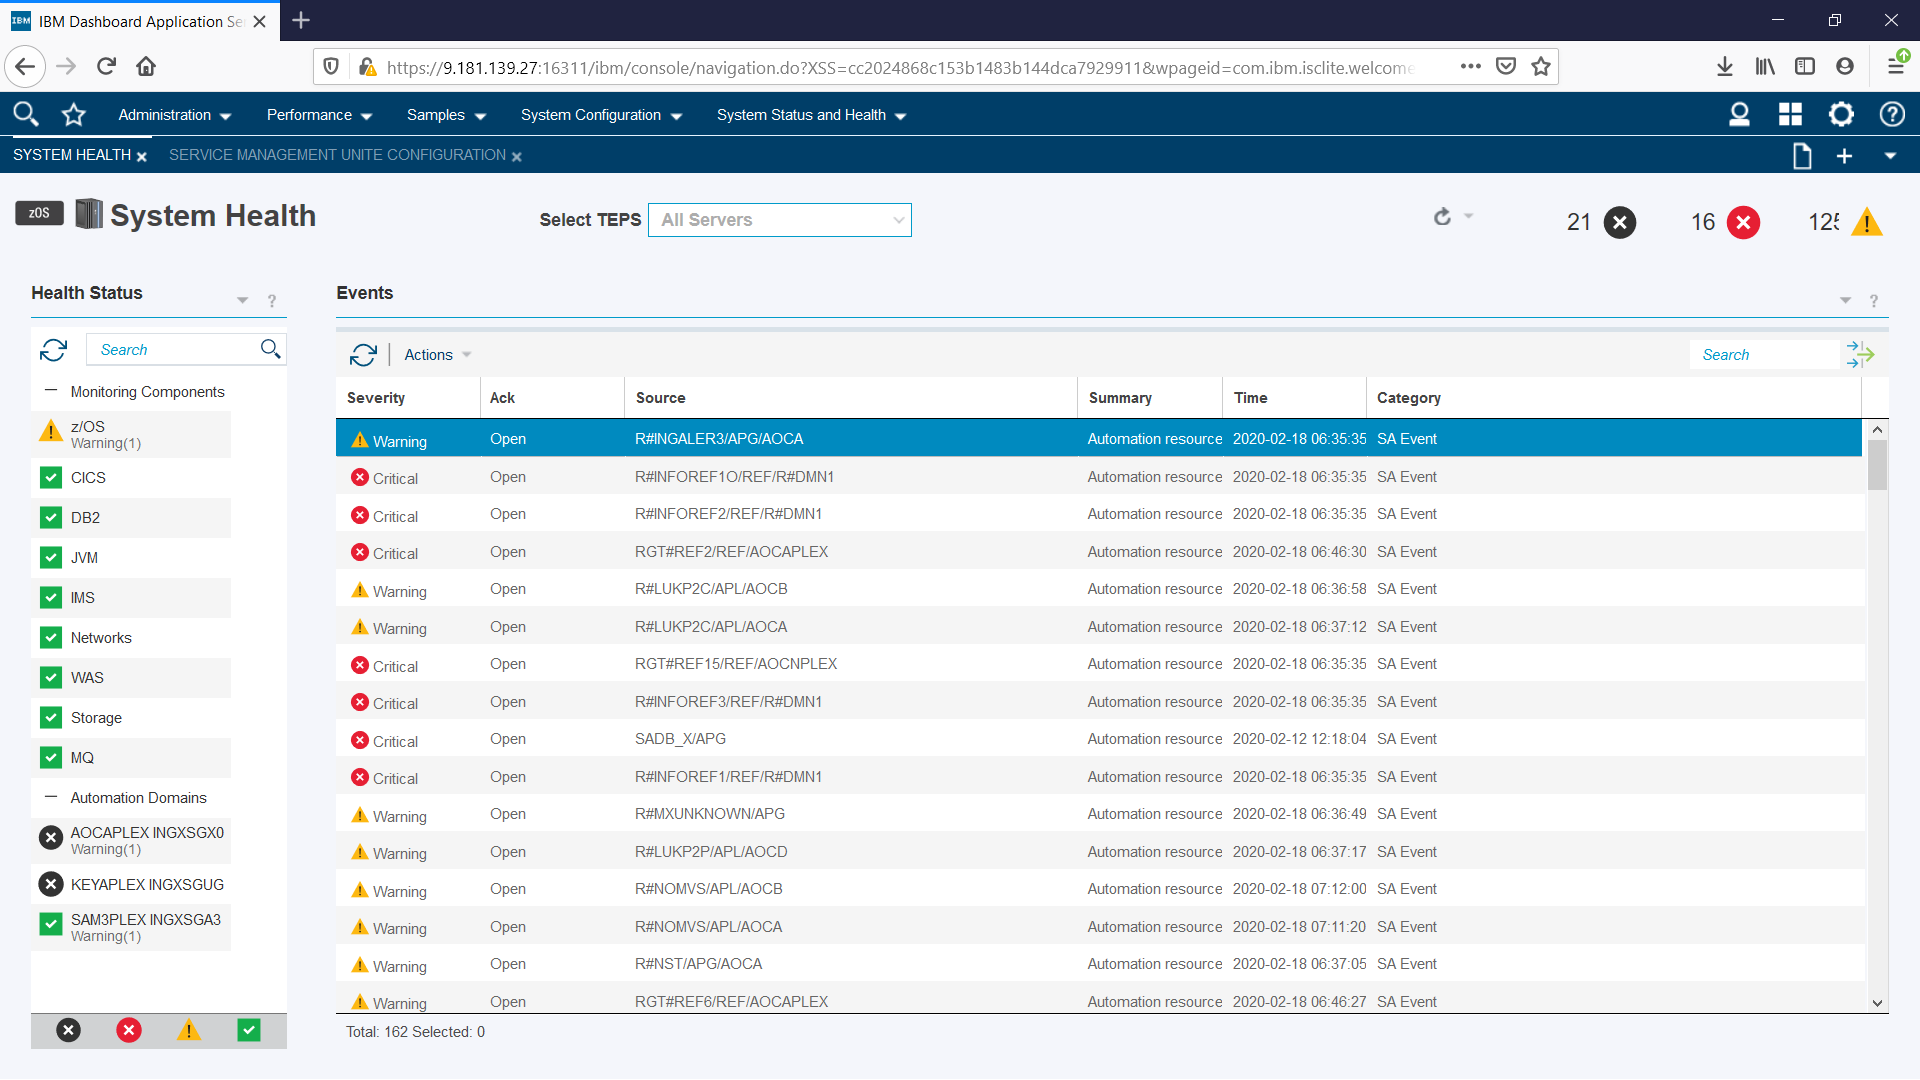 IBM IBM Dashboard Application Se
https://9.181.139.27:16311/ibm/console/navigation.do?XSS=cc2024868c153b1483b144dca7929911&wpageid=com.ibm.isclite.welcome
Administration Performance Samples System Configuration System Status and Health
SYSTEM HEALTH SERVICE MANAGEMENT UNITE CONFIGURATION
zOS System Health Select TEPS All Servers 21 16 125
Health Status ?
Search
Monitoring Components
z/OS
Warning(1)
CICS
DB2
JVM
IMS
Networks
WAS
Storage
MQ
Automation Domains
AOCAPLEX INGXSGX0
Warning(1)
KEYAPLEX INGXSGUG
SAM3PLEX INGXSGA3
Warning(1)
Events ?
Actions Search
Severity Ack Source Summary Time Category
Warning Open R#INGALER3/APG/AOCA Automation resource 2020-02-18 06:35:35 SA Event
Critical Open R#INFOREF1O/REF/R#DMN1 Automation resource 2020-02-18 06:35:35 SA Event
Critical Open R#INFOREF2/REF/R#DMN1 Automation resource 2020-02-18 06:35:35 SA Event
Critical Open RGT#REF2/REF/AOCAPLEX Automation resource 2020-02-18 06:46:30 SA Event
Warning Open R#LUKP2C/APL/AOCB Automation resource 2020-02-18 06:36:58 SA Event
Warning Open R#LUKP2C/APL/AOCA Automation resource 2020-02-18 06:37:12 SA Event
Critical Open RGT#REF15/REF/AOCNPLEX Automation resource 2020-02-18 06:35:35 SA Event
Critical Open R#INFOREF3/REF/R#DMN1 Automation resource 2020-02-18 06:35:35 SA Event
Critical Open SADB_X/APG Automation resource 2020-02-12 12:18:04 SA Event
Critical Open R#INFOREF1/REF/R#DMN1 Automation resource 2020-02-18 06:35:35 SA Event
Warning Open R#MXUNKNOWN/APG Automation resource 2020-02-18 06:36:49 SA Event
Warning Open R#LUKP2P/APL/AOCD Automation resource 2020-02-18 06:37:17 SA Event
Warning Open R#NOMVS/APL/AOCB Automation resource 2020-02-18 07:12:00 SA Event
Warning Open R#NOMVS/APL/AOCA Automation resource 2020-02-18 07:11:20 SA Event
Warning Open R#NST/APG/AOCA Automation resource 2020-02-18 06:37:05 SA Event
Warning Open RGT#REF6/REF/AOCAPLEX Automation resource 2020-02-18 06:46:27 SA Event
Total: 162 Selected: 0